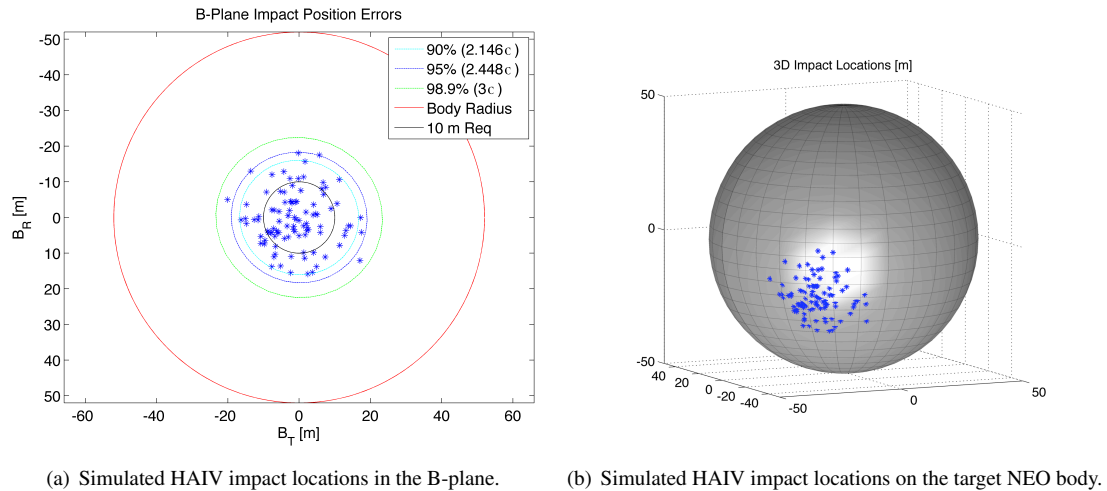 B-Plane Impact Position Errors
-50
-40
-30
-20
-10
0
10
20
30
40
50
B_R [m]
-60
-40
-20
0
20
40
60
B_T [m]
90% (2.146c )
95% (2.448c )
98.9% (3c )
Body Radius
10 m Req
3D Impact Locations [m]
50
0
-50
40
20
0
-20
-40
-50
0
50
(a) Simulated HAIV impact locations in the B-plane.
(b) Simulated HAIV impact locations on the target NEO body.